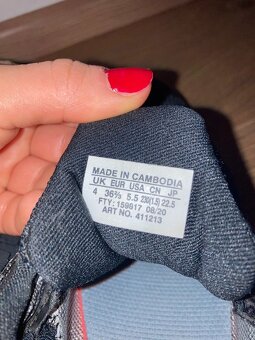 MADE IN CAMBODIA
UK EUR USA CN JP
4 36⅔ 5.5 230(1.5) 22.5
FTY: 159817 08/20
ART NO. 411213